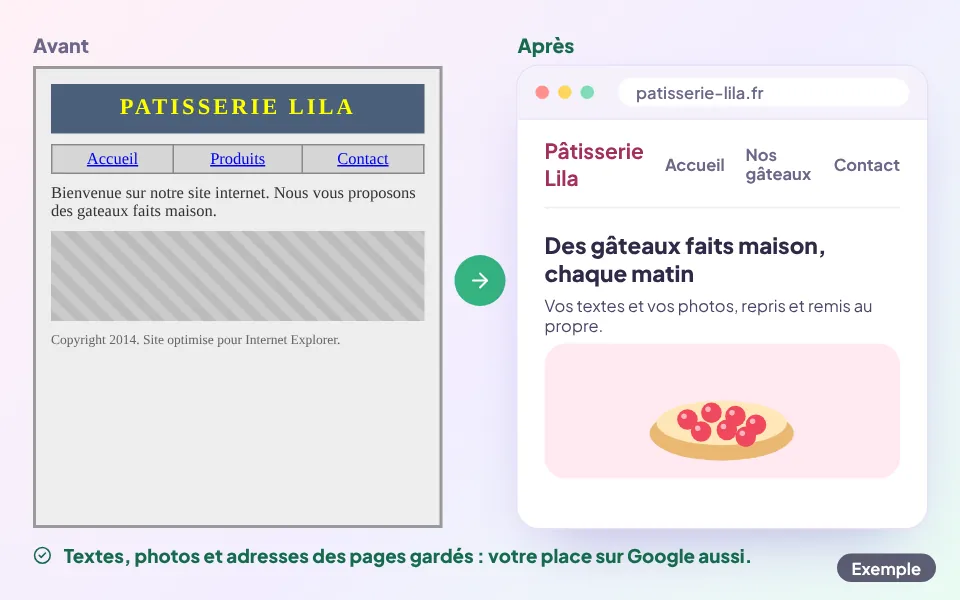 Avant
PATISSERIE LILA
Accueil
Produits
Contact
Bienvenue sur notre site internet. Nous vous proposons
des gateaux faits maison.
Copyright 2014. Site optimise pour Internet Explorer.
Après
patisserie-lila.fr
Pâtisserie
Lila
Accueil
Nos
gâteaux
Contact
Des gâteaux faits maison,
chaque matin
Vos textes et vos photos, repris et remis au
propre.
Textes, photos et adresses des pages gardés : votre place sur Google aussi.
Exemple